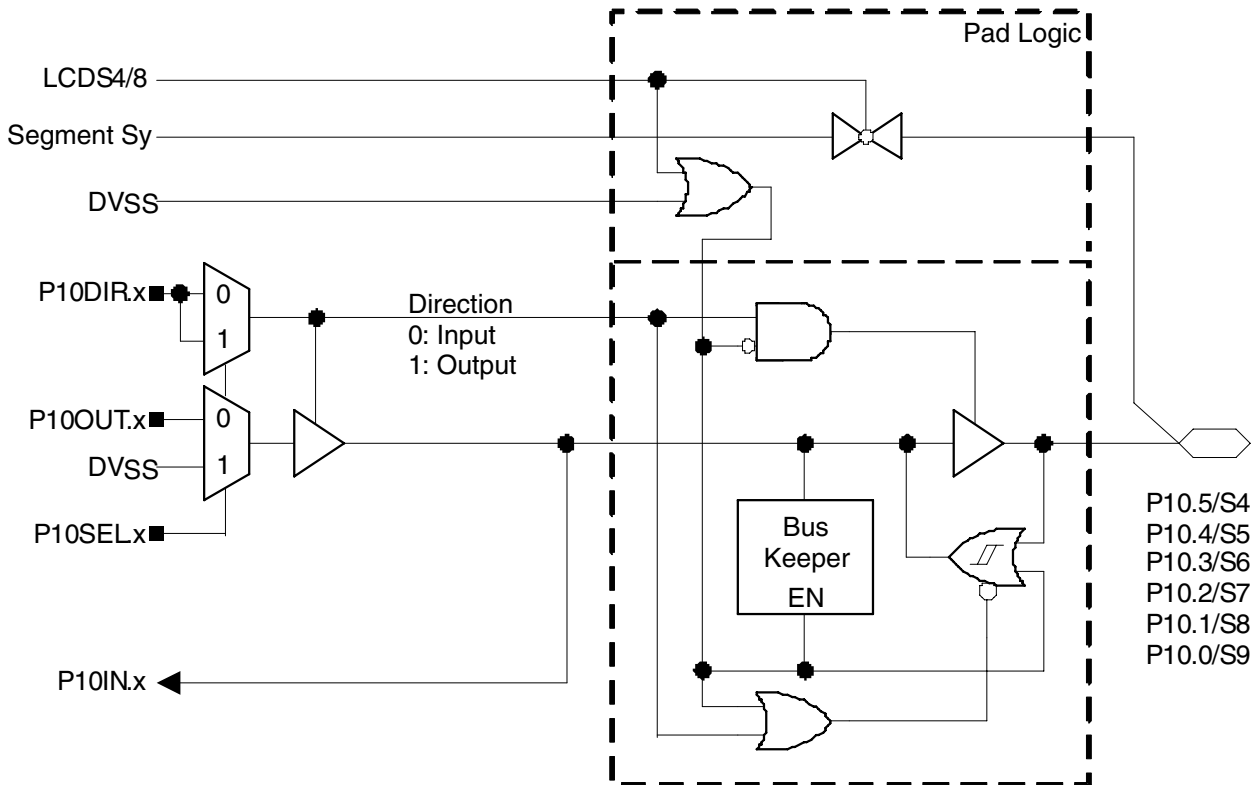 Pad Logic
LCDS4/8
Segment Sy
DVSS
P10DIR.x
0
1
Direction
0: Input
1: Output
P10OUT.x
0
DVSS
1
P10SEL.x
Bus
Keeper
EN
P10.5/S4
P10.4/S5
P10.3/S6
P10.2/S7
P10.1/S8
P10.0/S9
P10IN.x